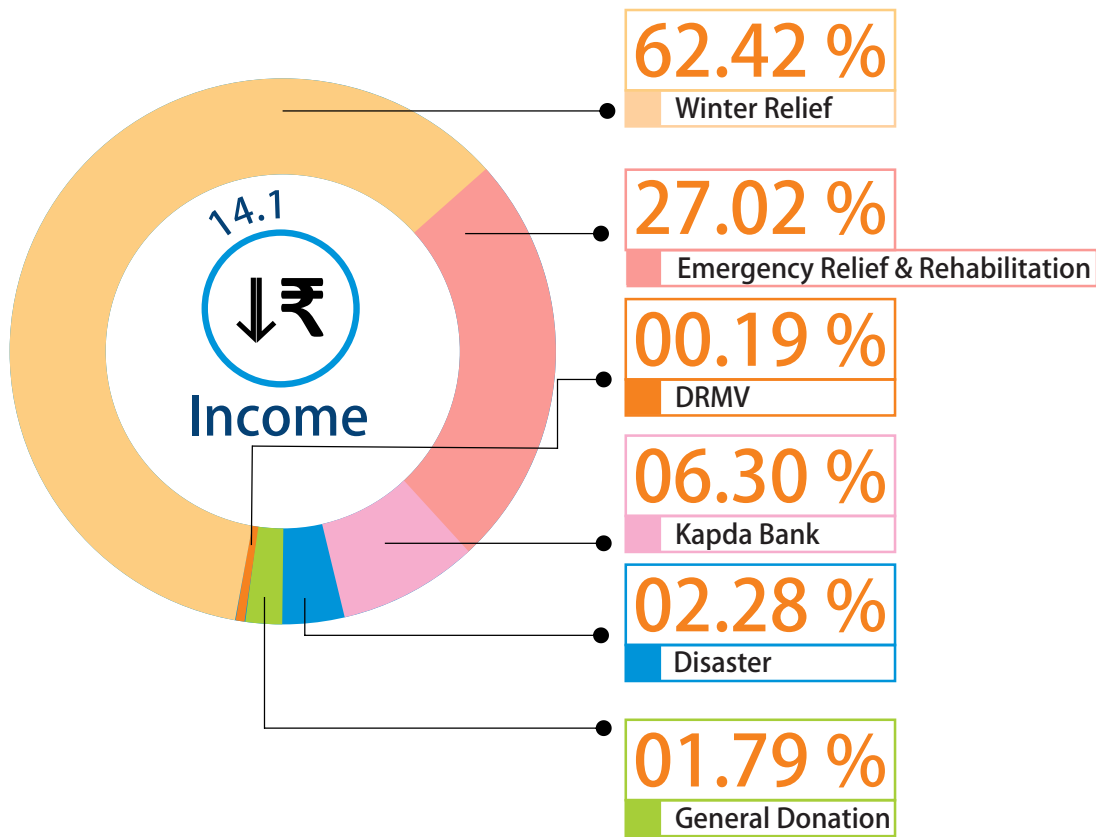 62.42 %
Winter Relief
27.02 %
Emergency Relief & Rehabilitation
00.19 %
DRMV
06.30 %
Kapda Bank
02.28 %
Disaster
01.79 %
General Donation
14.1
₹
Income